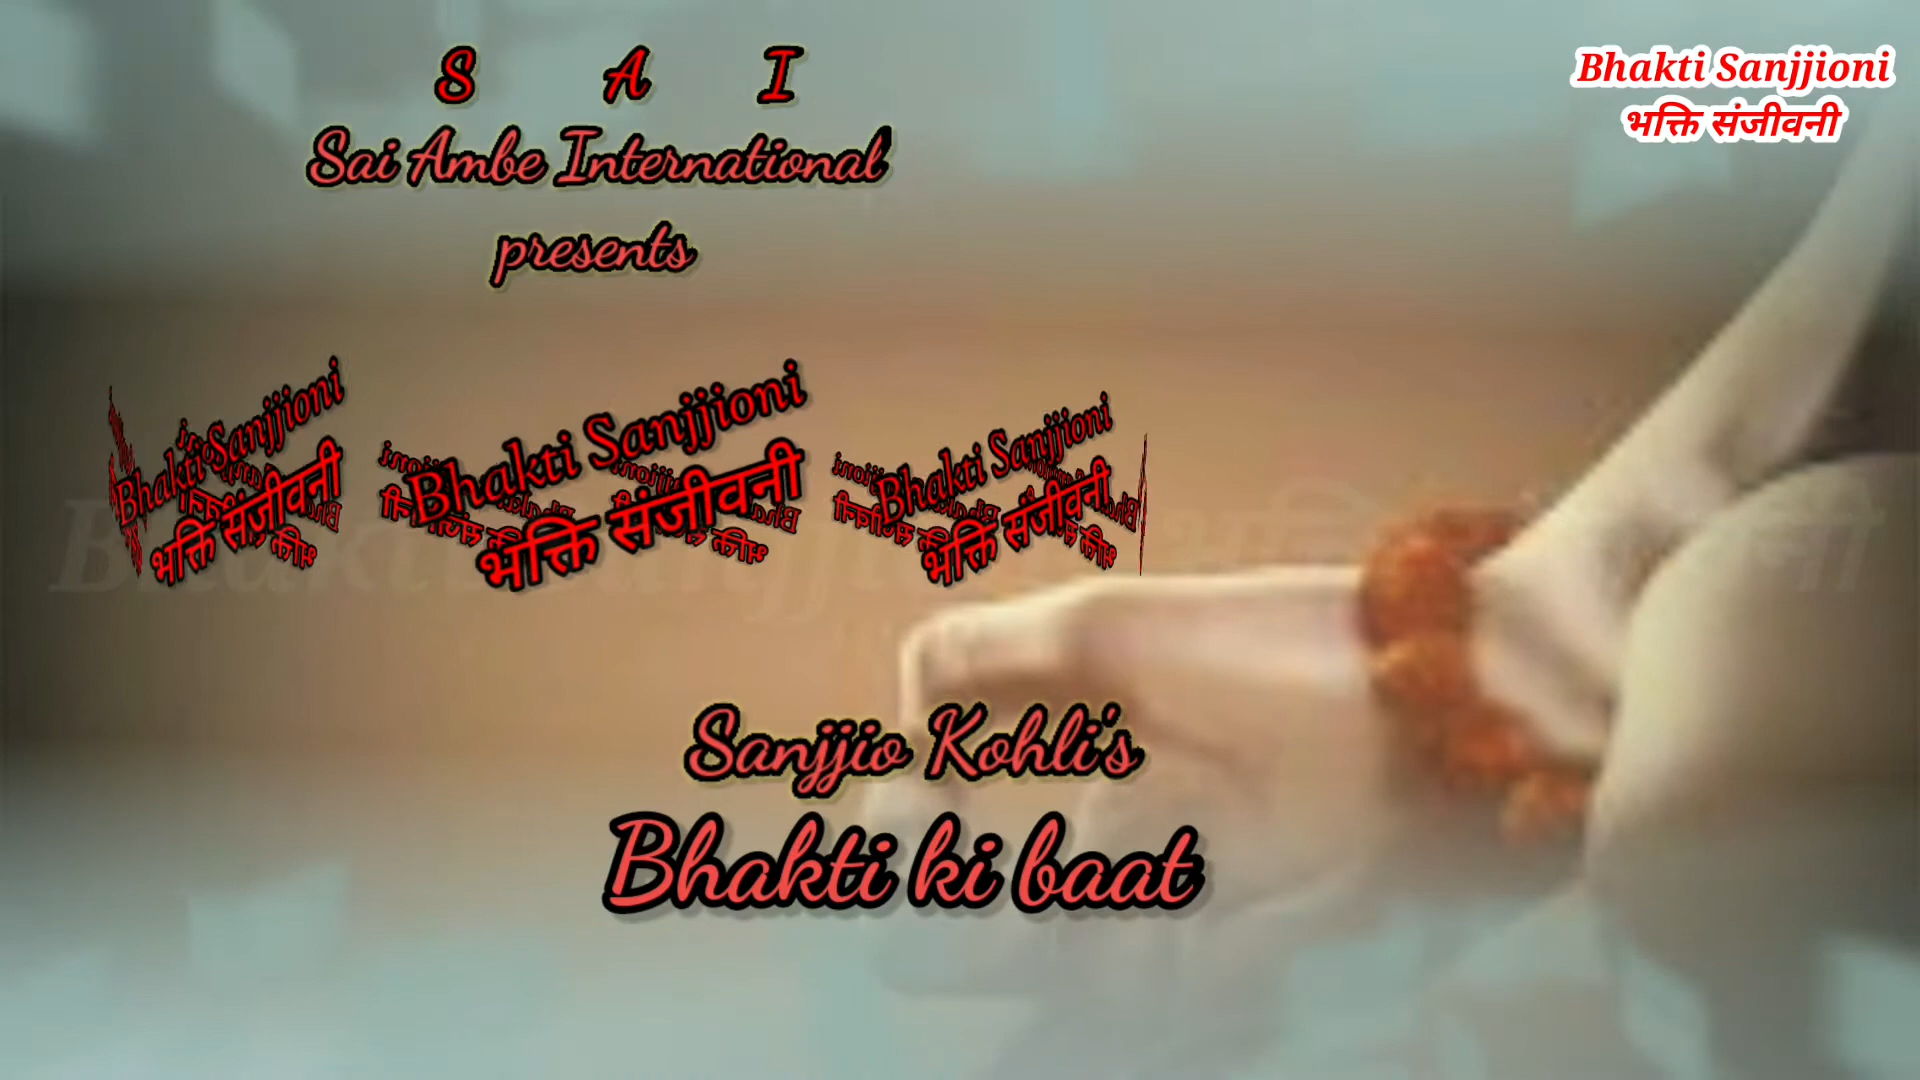 S A I
Sai Ambe International
presents
Bhakti Sanjjioni
भक्ति संजीवनी
Bhakti Sanjjioni
भक्ति संजीवनी
Bhakti Sanjjioni
भक्ति संजीवनी
Bhakti Sanjjioni
भक्ति संजीवनी
Sanjjio Kohli's
Bhakti ki baat